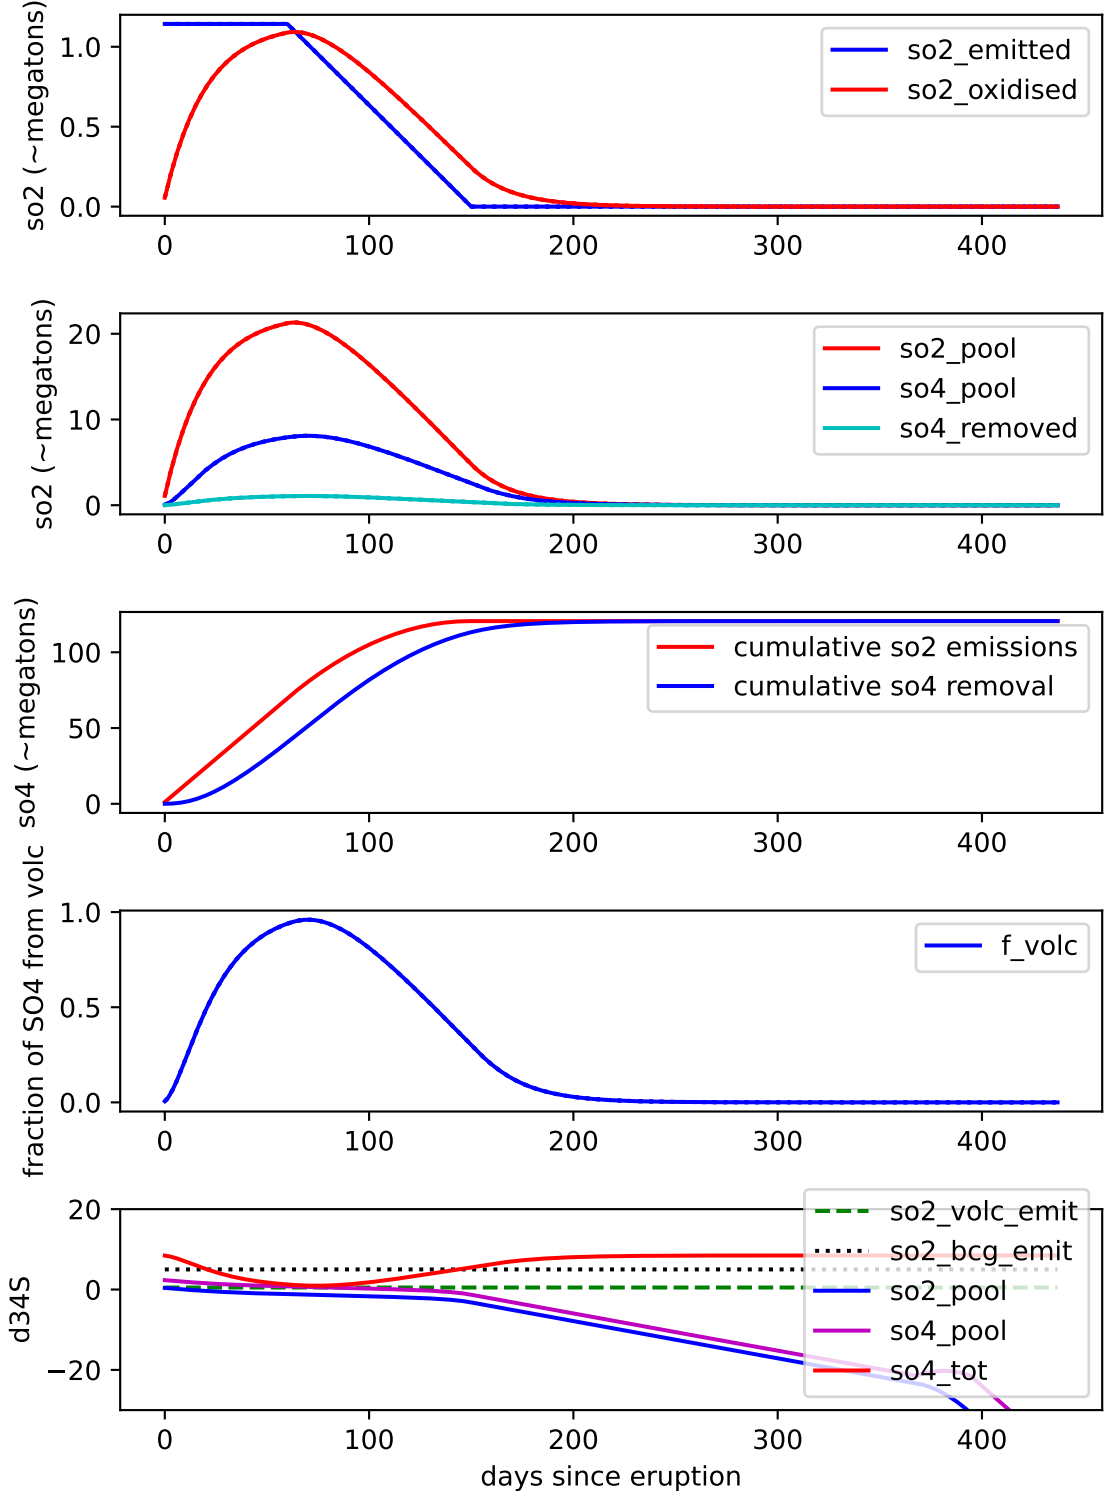 so2 (~megatons)
1.0
0.5
0.0
so2_emitted
so2_oxidised
0 100 200 300 400
so2 (~megatons)
20
10
0
so2_pool
so4_pool
so4_removed
0 100 200 300 400
so4 (~megatons)
100
50
0
cumulative so2 emissions
cumulative so4 removal
0 100 200 300 400
fraction of SO4 from volc
1.0
0.5
0.0
f_volc
0 100 200 300 400
d34S
20
0
−20
so2_volc_emit
so2_bcg_emit
so2_pool
so4_pool
so4_tot
0 100 200 300 400
days since eruption